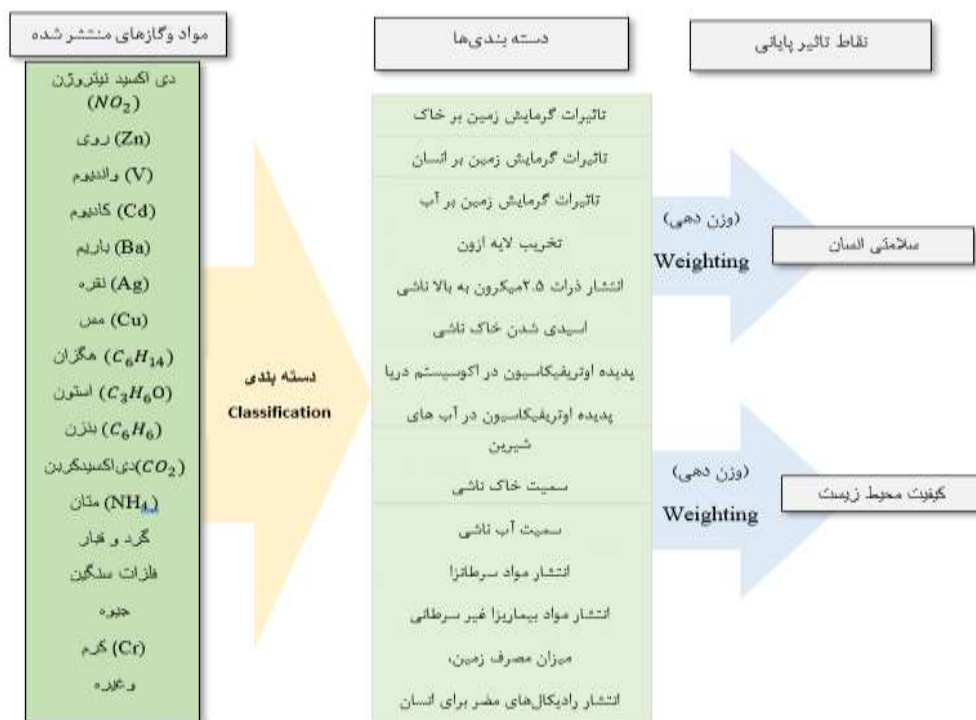 مواد وگازهای منتشر شده
دی اکسید نیتروژن
(NO₂)
روی (Zn)
وانادیوم (V)
کادیوم (Cd)
باریم (Ba)
نقره (Ag)
مس (Cu)
هگزان (C₆H₁₄)
استون (C₃H₆O)
بنزن (C₆H₆)
دی‌اکسیدکربن(CO₂)
متان (NH₄)
گرد و غبار
فلزات سنگین
جیوه
کرم (Cr)
وغیره
دسته بندی
Classification
دسته بندی‌ها
تاثیرات گرمایش زمین بر خاک
تاثیرات گرمایش زمین بر انسان
تاثیرات گرمایش زمین بر آب
تخریب لایه ازون
انتشار ذرات ۲.۵میکرون به بالا ناشی
اسیدی شدن خاک ناشی
پدیده اوتریفیکاسیون در اکوسیستم دریا
پدیده اوتریفیکاسیون در آب های
شیرین
سمیت خاک ناشی
سمیت آب ناشی
انتشار مواد سرطانزا
انتشار مواد بیماریزا غیر سرطانی
میزان مصرف زمین،
انتشار رادیکال‌های مضر برای انسان
نقاط تاثیر پایانی
(وزن دهی)
Weighting
سلامتی انسان
(وزن دهی)
Weighting
کیفیت محیط زیست